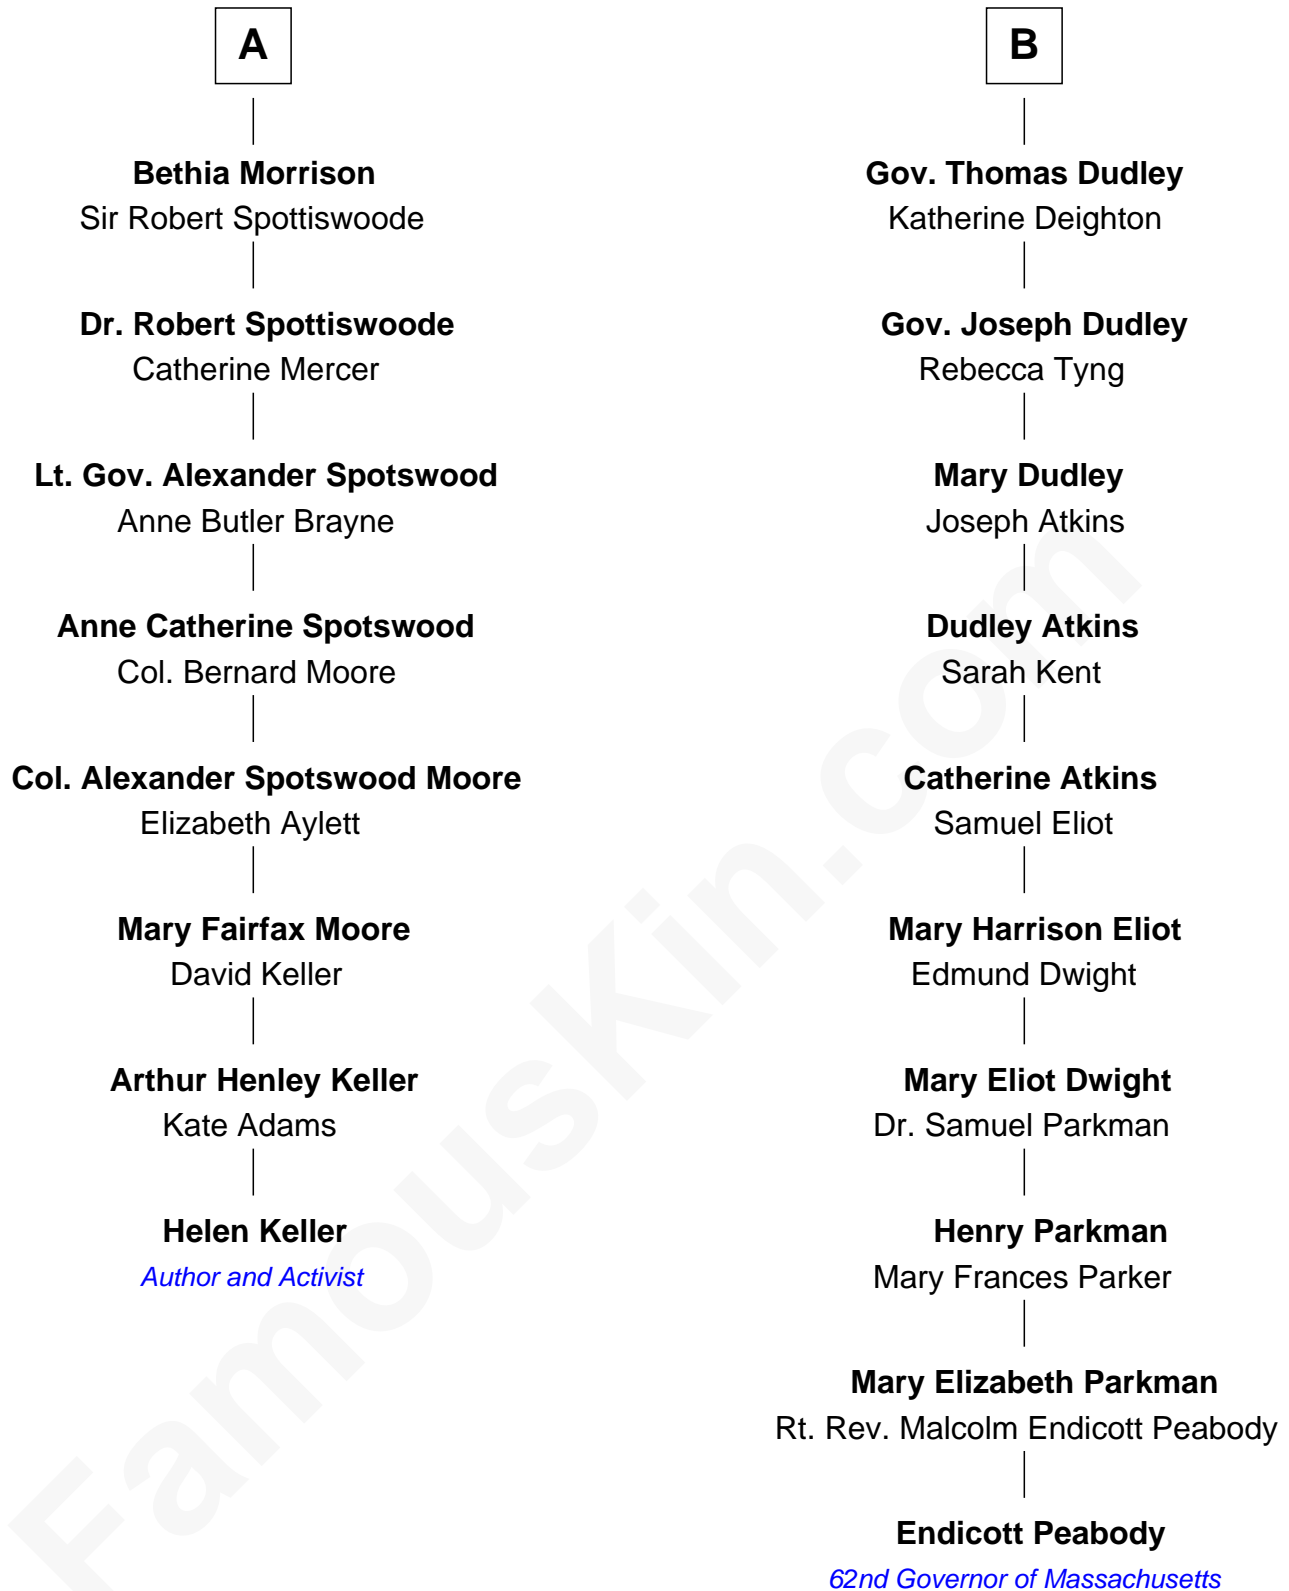 A
Bethia Morrison
Sir Robert Spottiswoode
Dr. Robert Spottiswoode
Catherine Mercer
Lt. Gov. Alexander Spotswood
Anne Butler Brayne
Anne Catherine Spotswood
Col. Bernard Moore
Col. Alexander Spotswood Moore
Elizabeth Aylett
Mary Fairfax Moore
David Keller
Arthur Henley Keller
Kate Adams
Helen Keller
Author and Activist
B
Gov. Thomas Dudley
Katherine Deighton
Gov. Joseph Dudley
Rebecca Tyng
Mary Dudley
Joseph Atkins
Dudley Atkins
Sarah Kent
Catherine Atkins
Samuel Eliot
Mary Harrison Eliot
Edmund Dwight
Mary Eliot Dwight
Dr. Samuel Parkman
Henry Parkman
Mary Frances Parker
Mary Elizabeth Parkman
Rt. Rev. Malcolm Endicott Peabody
Endicott Peabody
62nd Governor of Massachusetts
FamousKin.com